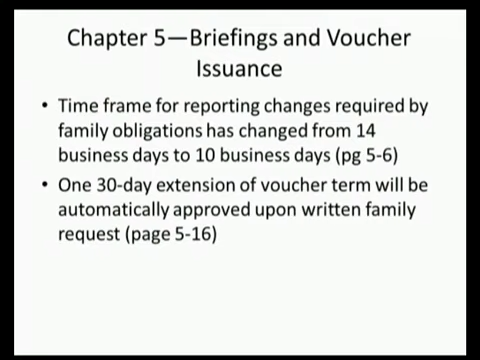 Chapter 5—Briefings and Voucher
Issuance
• Time frame for reporting changes required by
family obligations has changed from 14
business days to 10 business days (pg 5-6)
• One 30-day extension of voucher term will be
automatically approved upon written family
request (page 5-16)